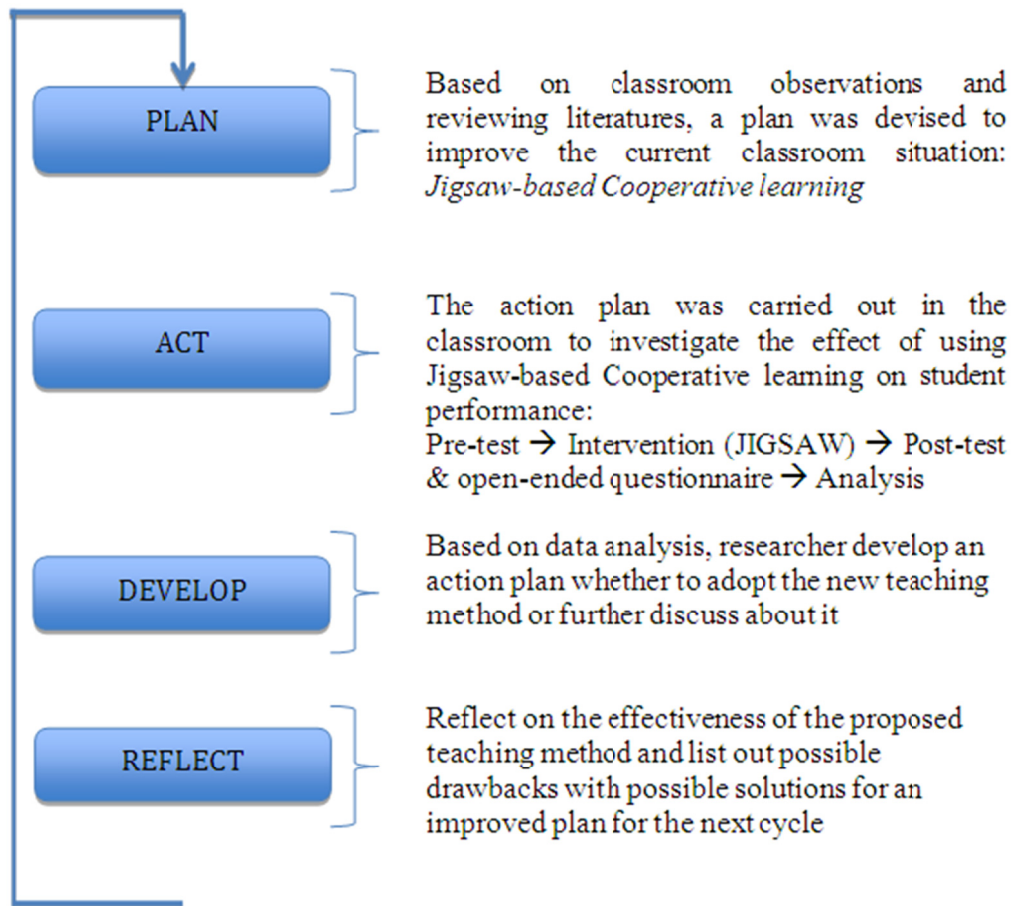 PLAN
Based on classroom observations and
reviewing literatures, a plan was devised to
improve the current classroom situation:
Jigsaw-based Cooperative learning
ACT
The action plan was carried out in the
classroom to investigate the effect of using
Jigsaw-based Cooperative learning on student
performance:
Pre-test → Intervention (JIGSAW) → Post-test
& open-ended questionnaire → Analysis
DEVELOP
Based on data analysis, researcher develop an
action plan whether to adopt the new teaching
method or further discuss about it
REFLECT
Reflect on the effectiveness of the proposed
teaching method and list out possible
drawbacks with possible solutions for an
improved plan for the next cycle